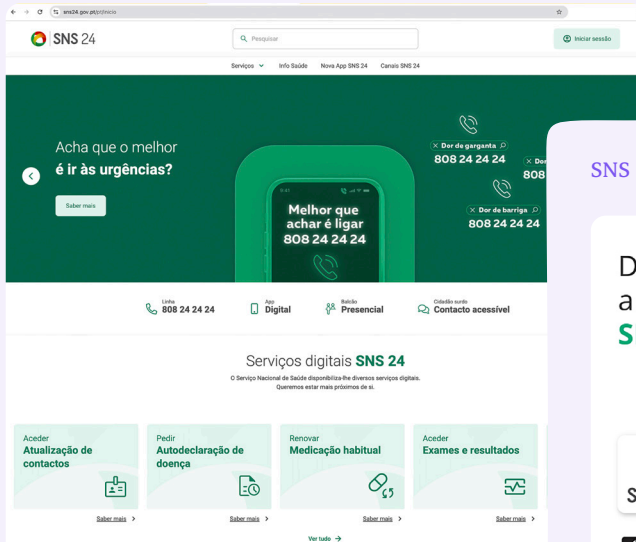 sns24.gov.pt/pt/inicio
SNS 24
Pesquisar
Iniciar sessão
Serviços
Info Saúde
Nova App SNS 24
Canais SNS 24
Acha que o melhor
é ir às urgências?
Saber mais
9:41
Melhor que
achar é ligar
808 24 24 24
Dor de garganta
808 24 24 24
808
Dor de barriga
808 24 24 24
Linha
808 24 24 24
App
Digital
Balcão
Presencial
Cidadão surdo
Contacto acessível
Serviços digitais SNS 24
O Serviço Nacional de Saúde disponibiliza-lhe diversos serviços digitais.
Queremos estar mais próximos de si.
Aceder
Atualização de
contactos
Saber mais
Pedir
Autodeclaração de
doença
Saber mais
Renovar
Medicação habitual
Saber mais
Aceder
Exames e resultados
Saber mais
Ver tudo
SNS
D
a
S